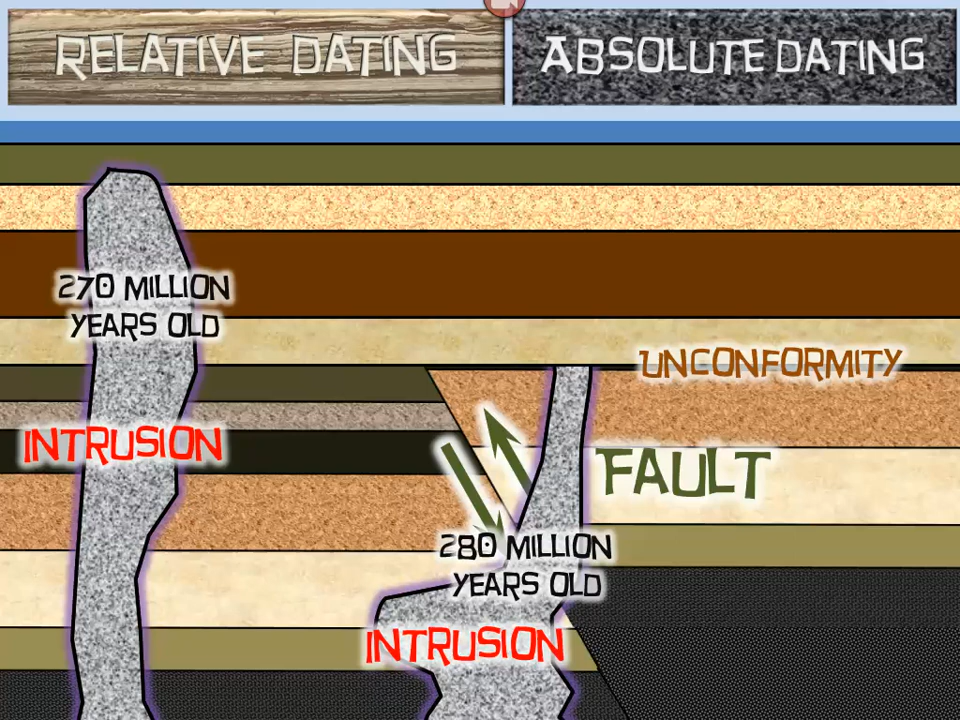 RELATIVE DATING
ABSOLUTE DATING
270 MILLION
YEARS OLD
UNCONFORMITY
INTRUSION
FAULT
280 MILLION
YEARS OLD
INTRUSION